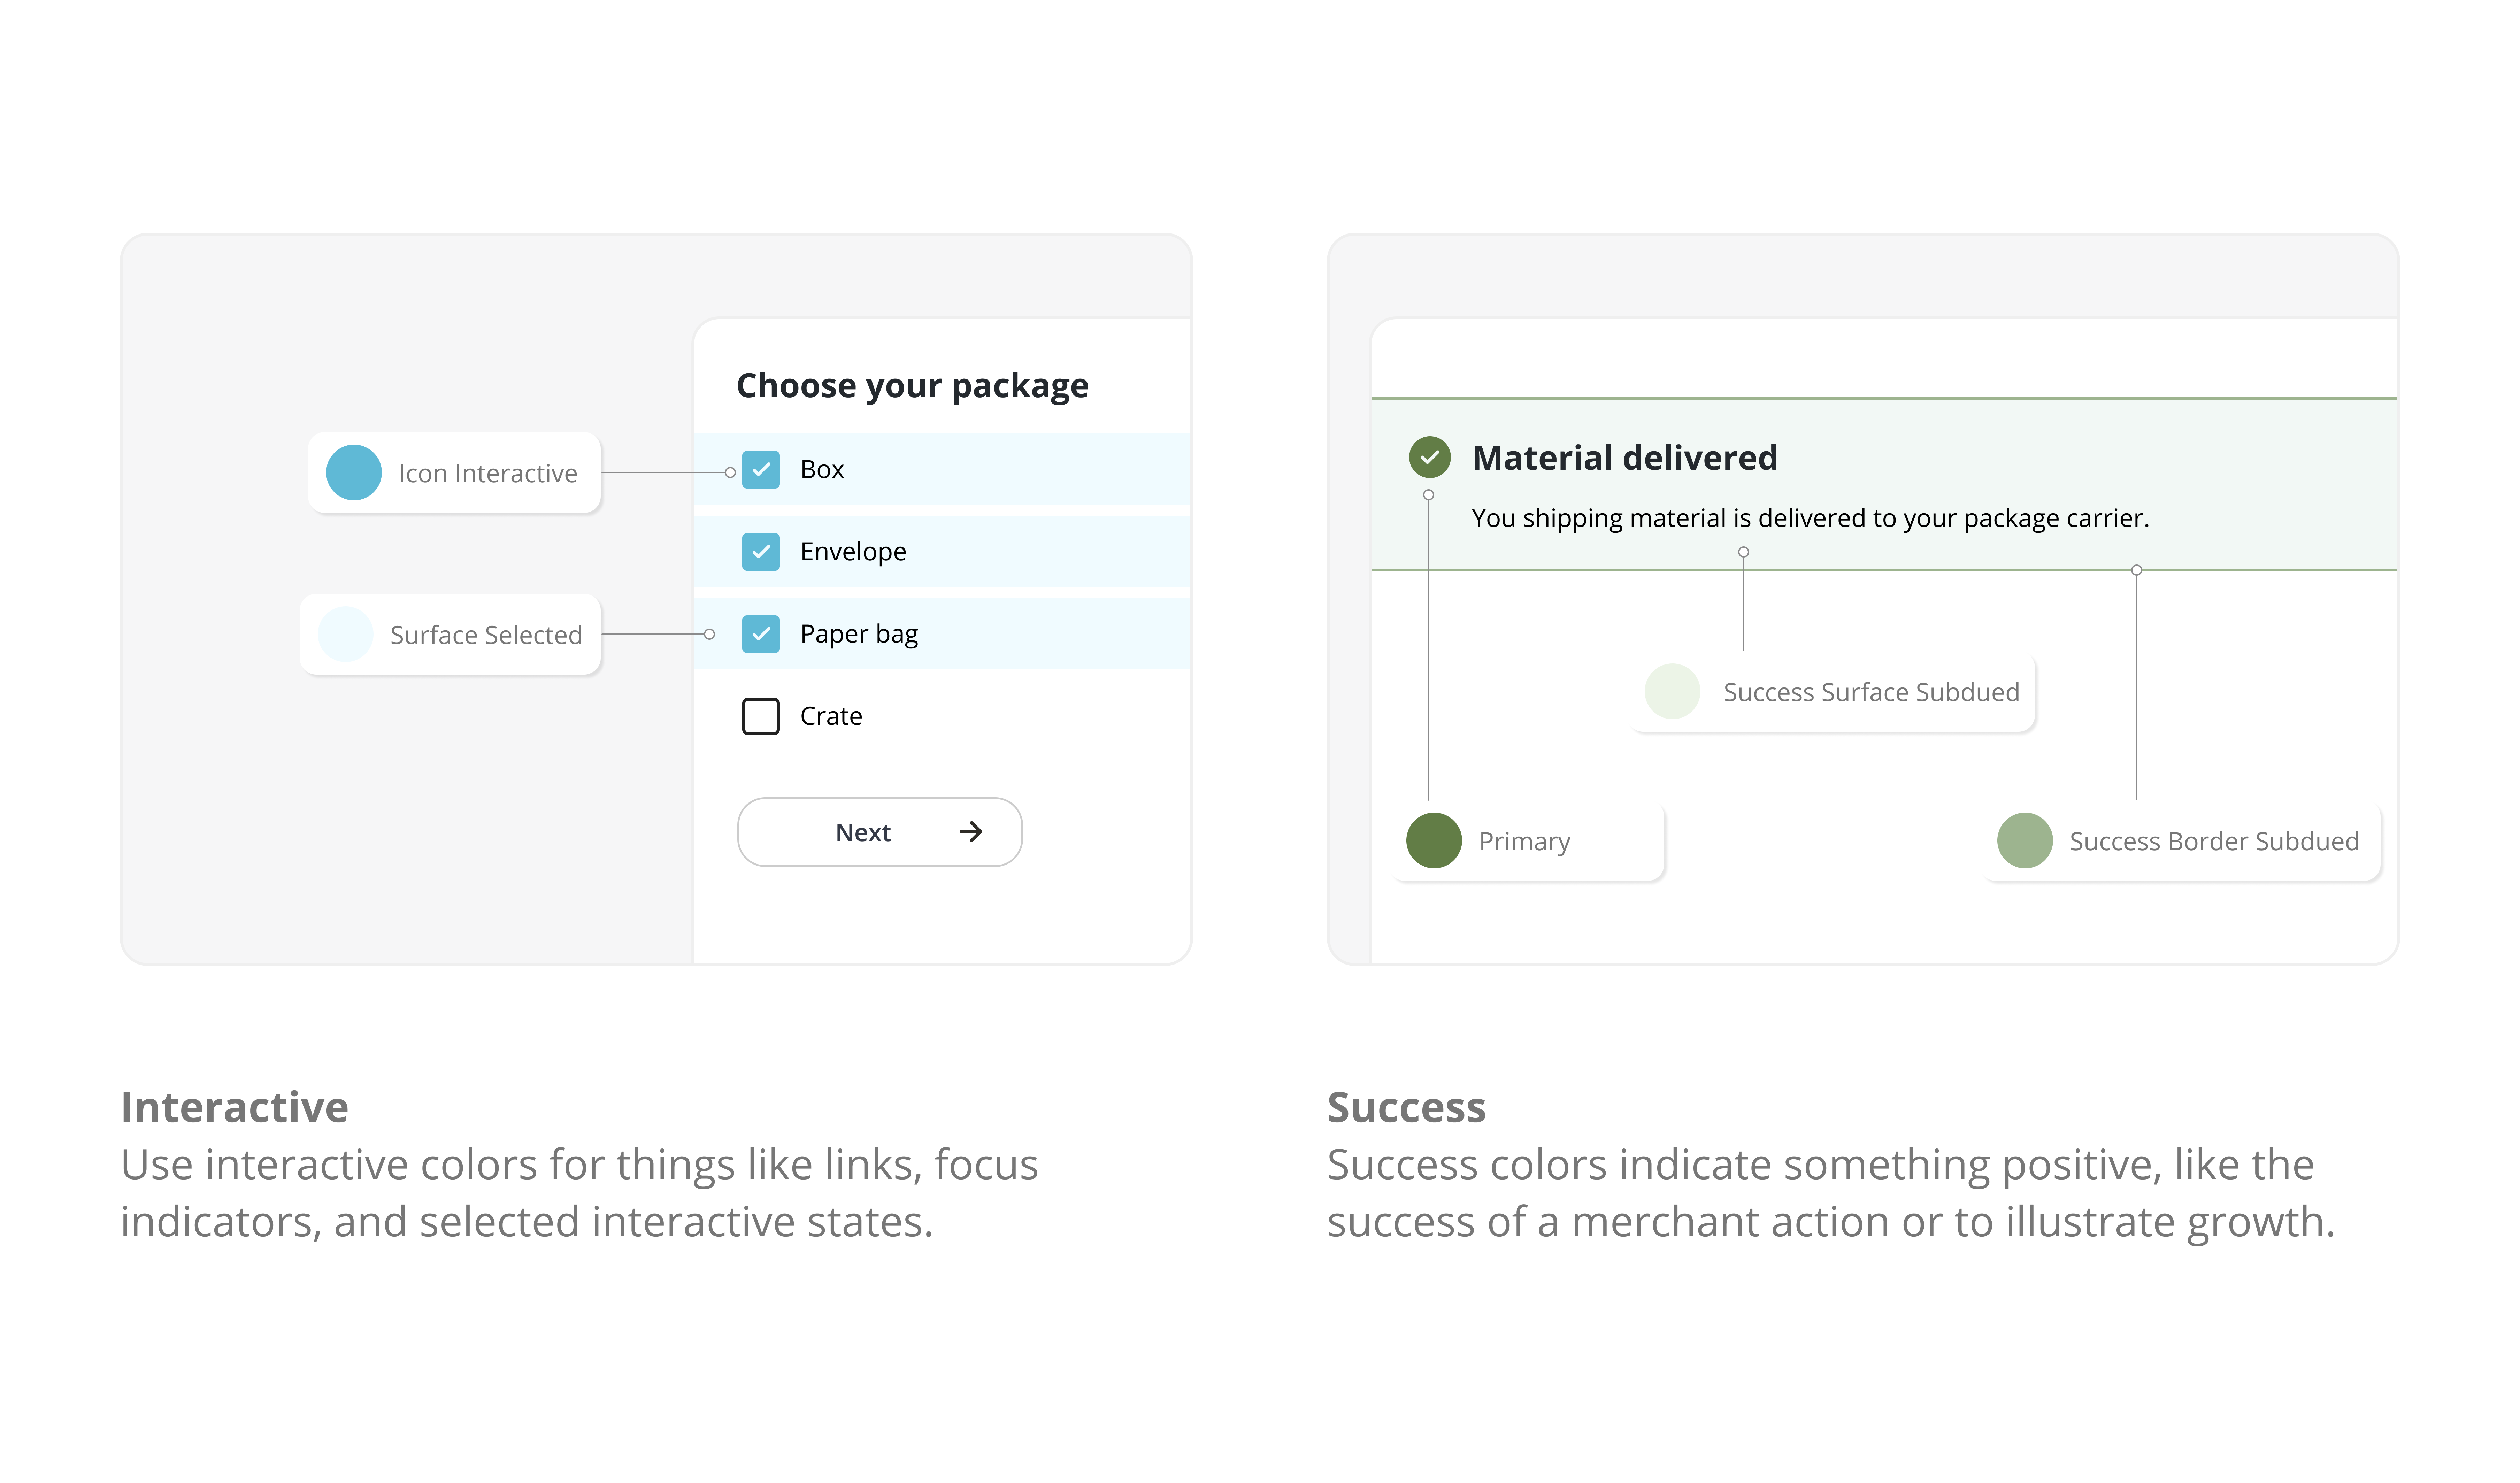 Choose your package
Icon Interactive
Box
Envelope
Surface Selected
Paper bag
Crate
Next
Material delivered
You shipping material is delivered to your package carrier.
Success Surface Subdued
Primary
Success Border Subdued
Interactive
Use interactive colors for things like links, focus
indicators, and selected interactive states.
Success
Success colors indicate something positive, like the
success of a merchant action or to illustrate growth.